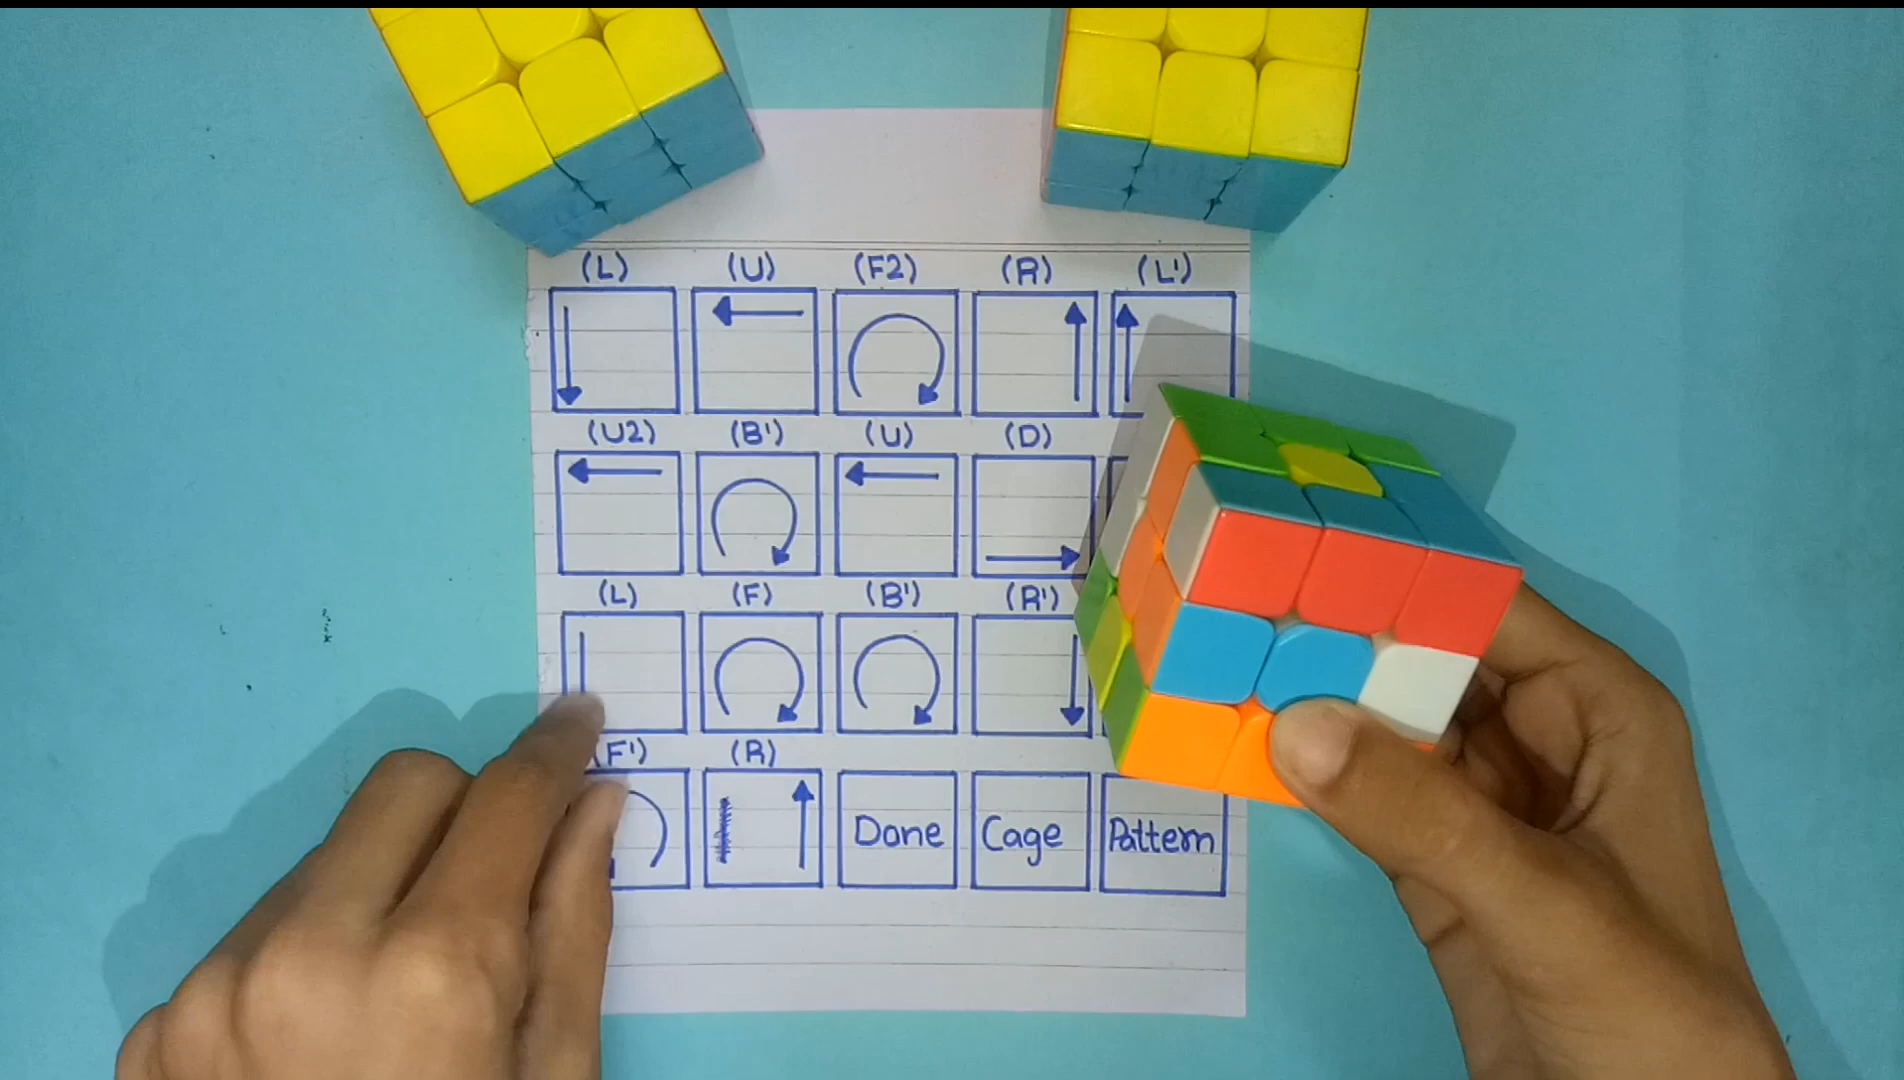 (L) (U) (F2) (R) (L')
(U2) (B') (U) (D)
(L) (F) (B') (R')
(F') (R)
Done Cage Pattern